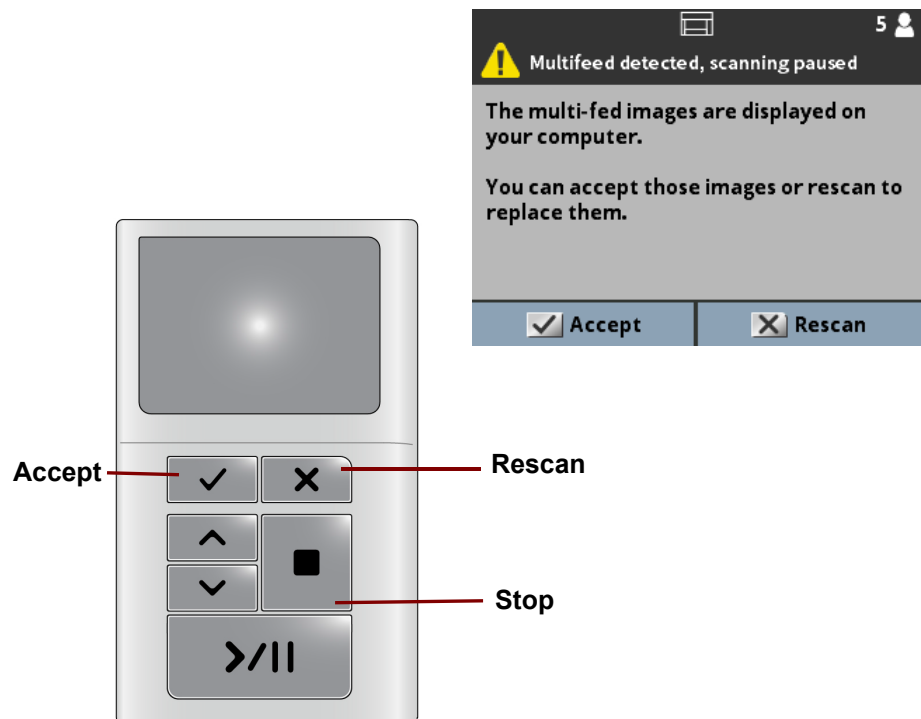 5
Multifeed detected, scanning paused
The multi-fed images are displayed on
your computer.
You can accept those images or rescan to
replace them.
Accept
Rescan
Accept
Rescan
Stop
>/II